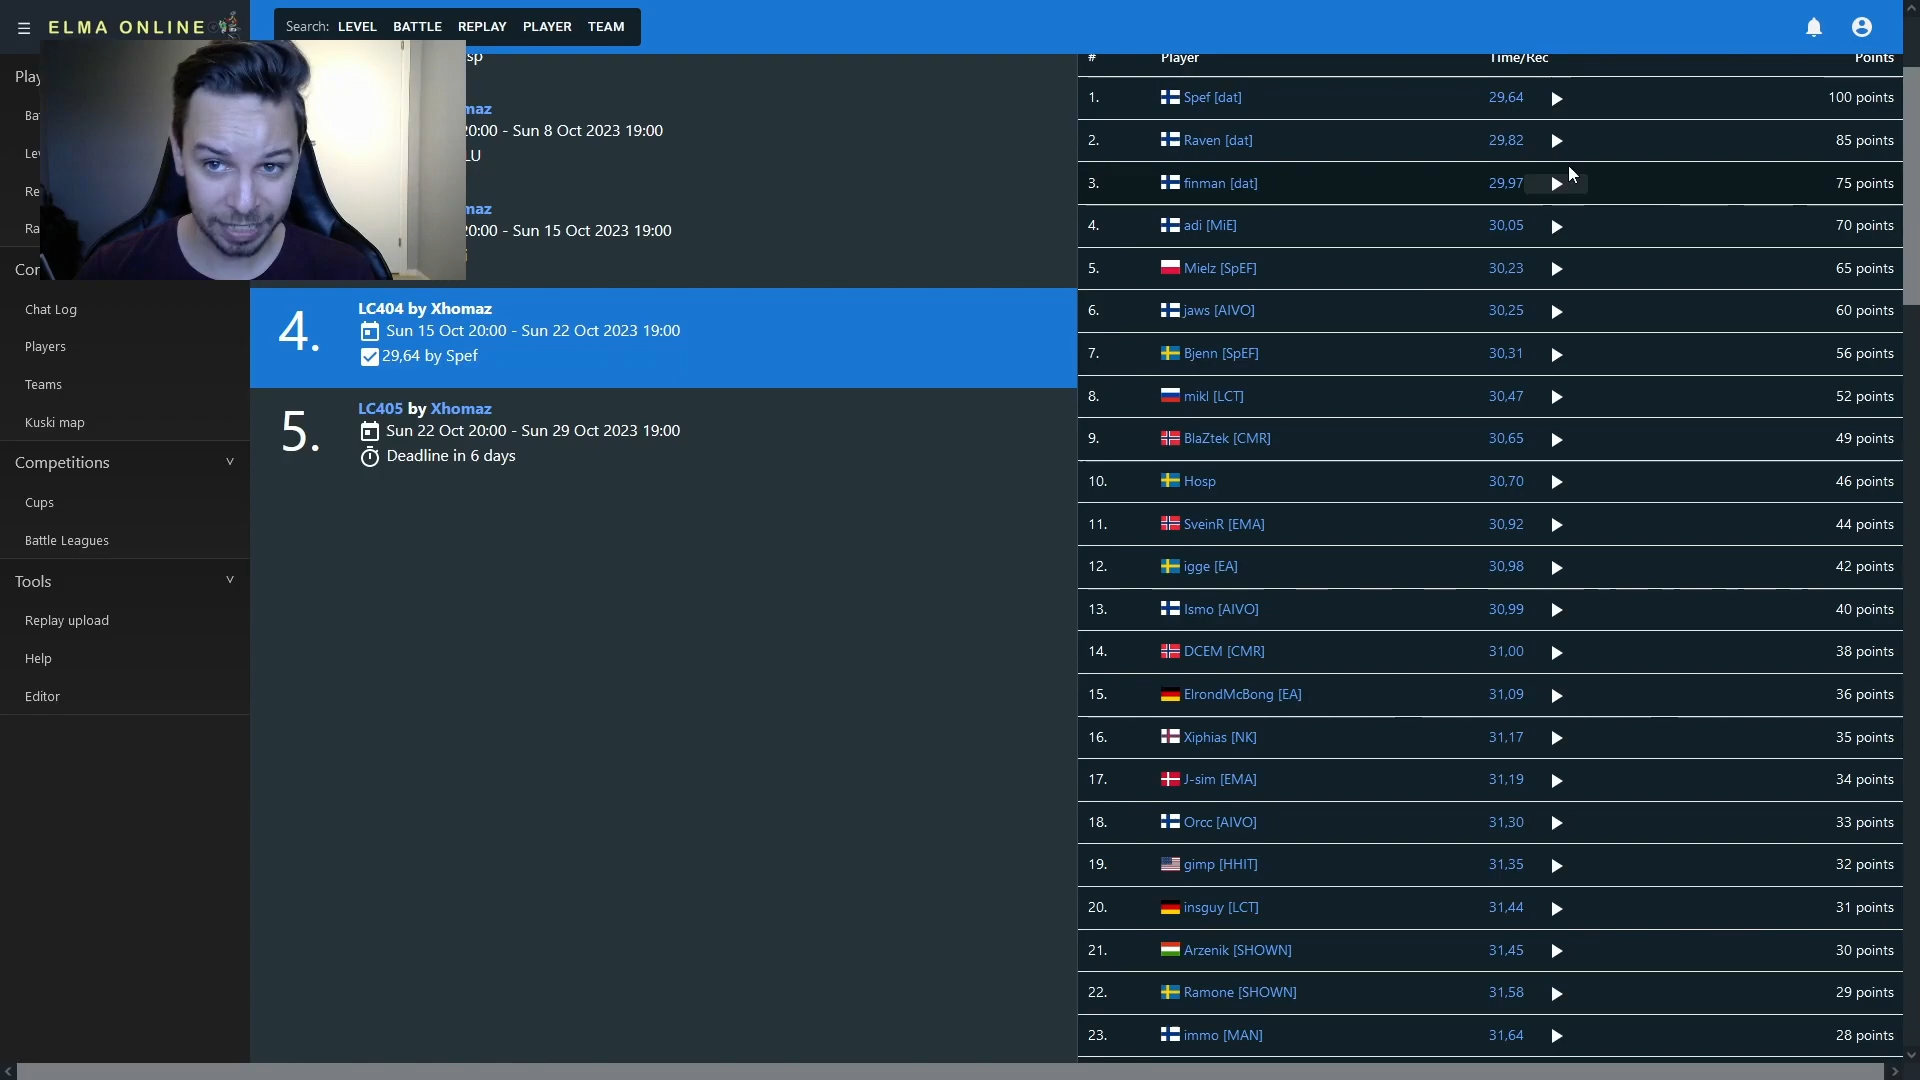 ELMA ONLINE
Search: LEVEL BATTLE REPLAY PLAYER TEAM
Play
Ba
Lev
Re
Ra
Cor
Chat Log
Players
Teams
Kuski map
Competitions
Cups
Battle Leagues
Tools
Replay upload
Help
Editor
sp
maz
20:00 - Sun 8 Oct 2023 19:00
LU
maz
20:00 - Sun 15 Oct 2023 19:00
4.
LC404 by Xhomaz
Sun 15 Oct 20:00 - Sun 22 Oct 2023 19:00
29,64 by Spef
5.
LC405 by Xhomaz
Sun 22 Oct 20:00 - Sun 29 Oct 2023 19:00
Deadline in 6 days
# Player Time/Rec Points
1. Spef [dat] 29,64 100 points
2. Raven [dat] 29,82 85 points
3. finman [dat] 29,97 75 points
4. adi [MiE] 30,05 70 points
5. Mielz [SpEF] 30,23 65 points
6. jaws [AIVO] 30,25 60 points
7. Bjenn [SpEF] 30,31 56 points
8. mikl [LCT] 30,47 52 points
9. BlaZtek [CMR] 30,65 49 points
10. Hosp 30,70 46 points
11. SveinR [EMA] 30,92 44 points
12. igge [EA] 30,98 42 points
13. Ismo [AIVO] 30,99 40 points
14. DCEM [CMR] 31,00 38 points
15. ElrondMcBong [EA] 31,09 36 points
16. Xiphias [NK] 31,17 35 points
17. J-sim [EMA] 31,19 34 points
18. Orcc [AIVO] 31,30 33 points
19. gimp [HHIT] 31,35 32 points
20. insguy [LCT] 31,44 31 points
21. Arzenik [SHOWN] 31,45 30 points
22. Ramone [SHOWN] 31,58 29 points
23. immo [MAN] 31,64 28 points